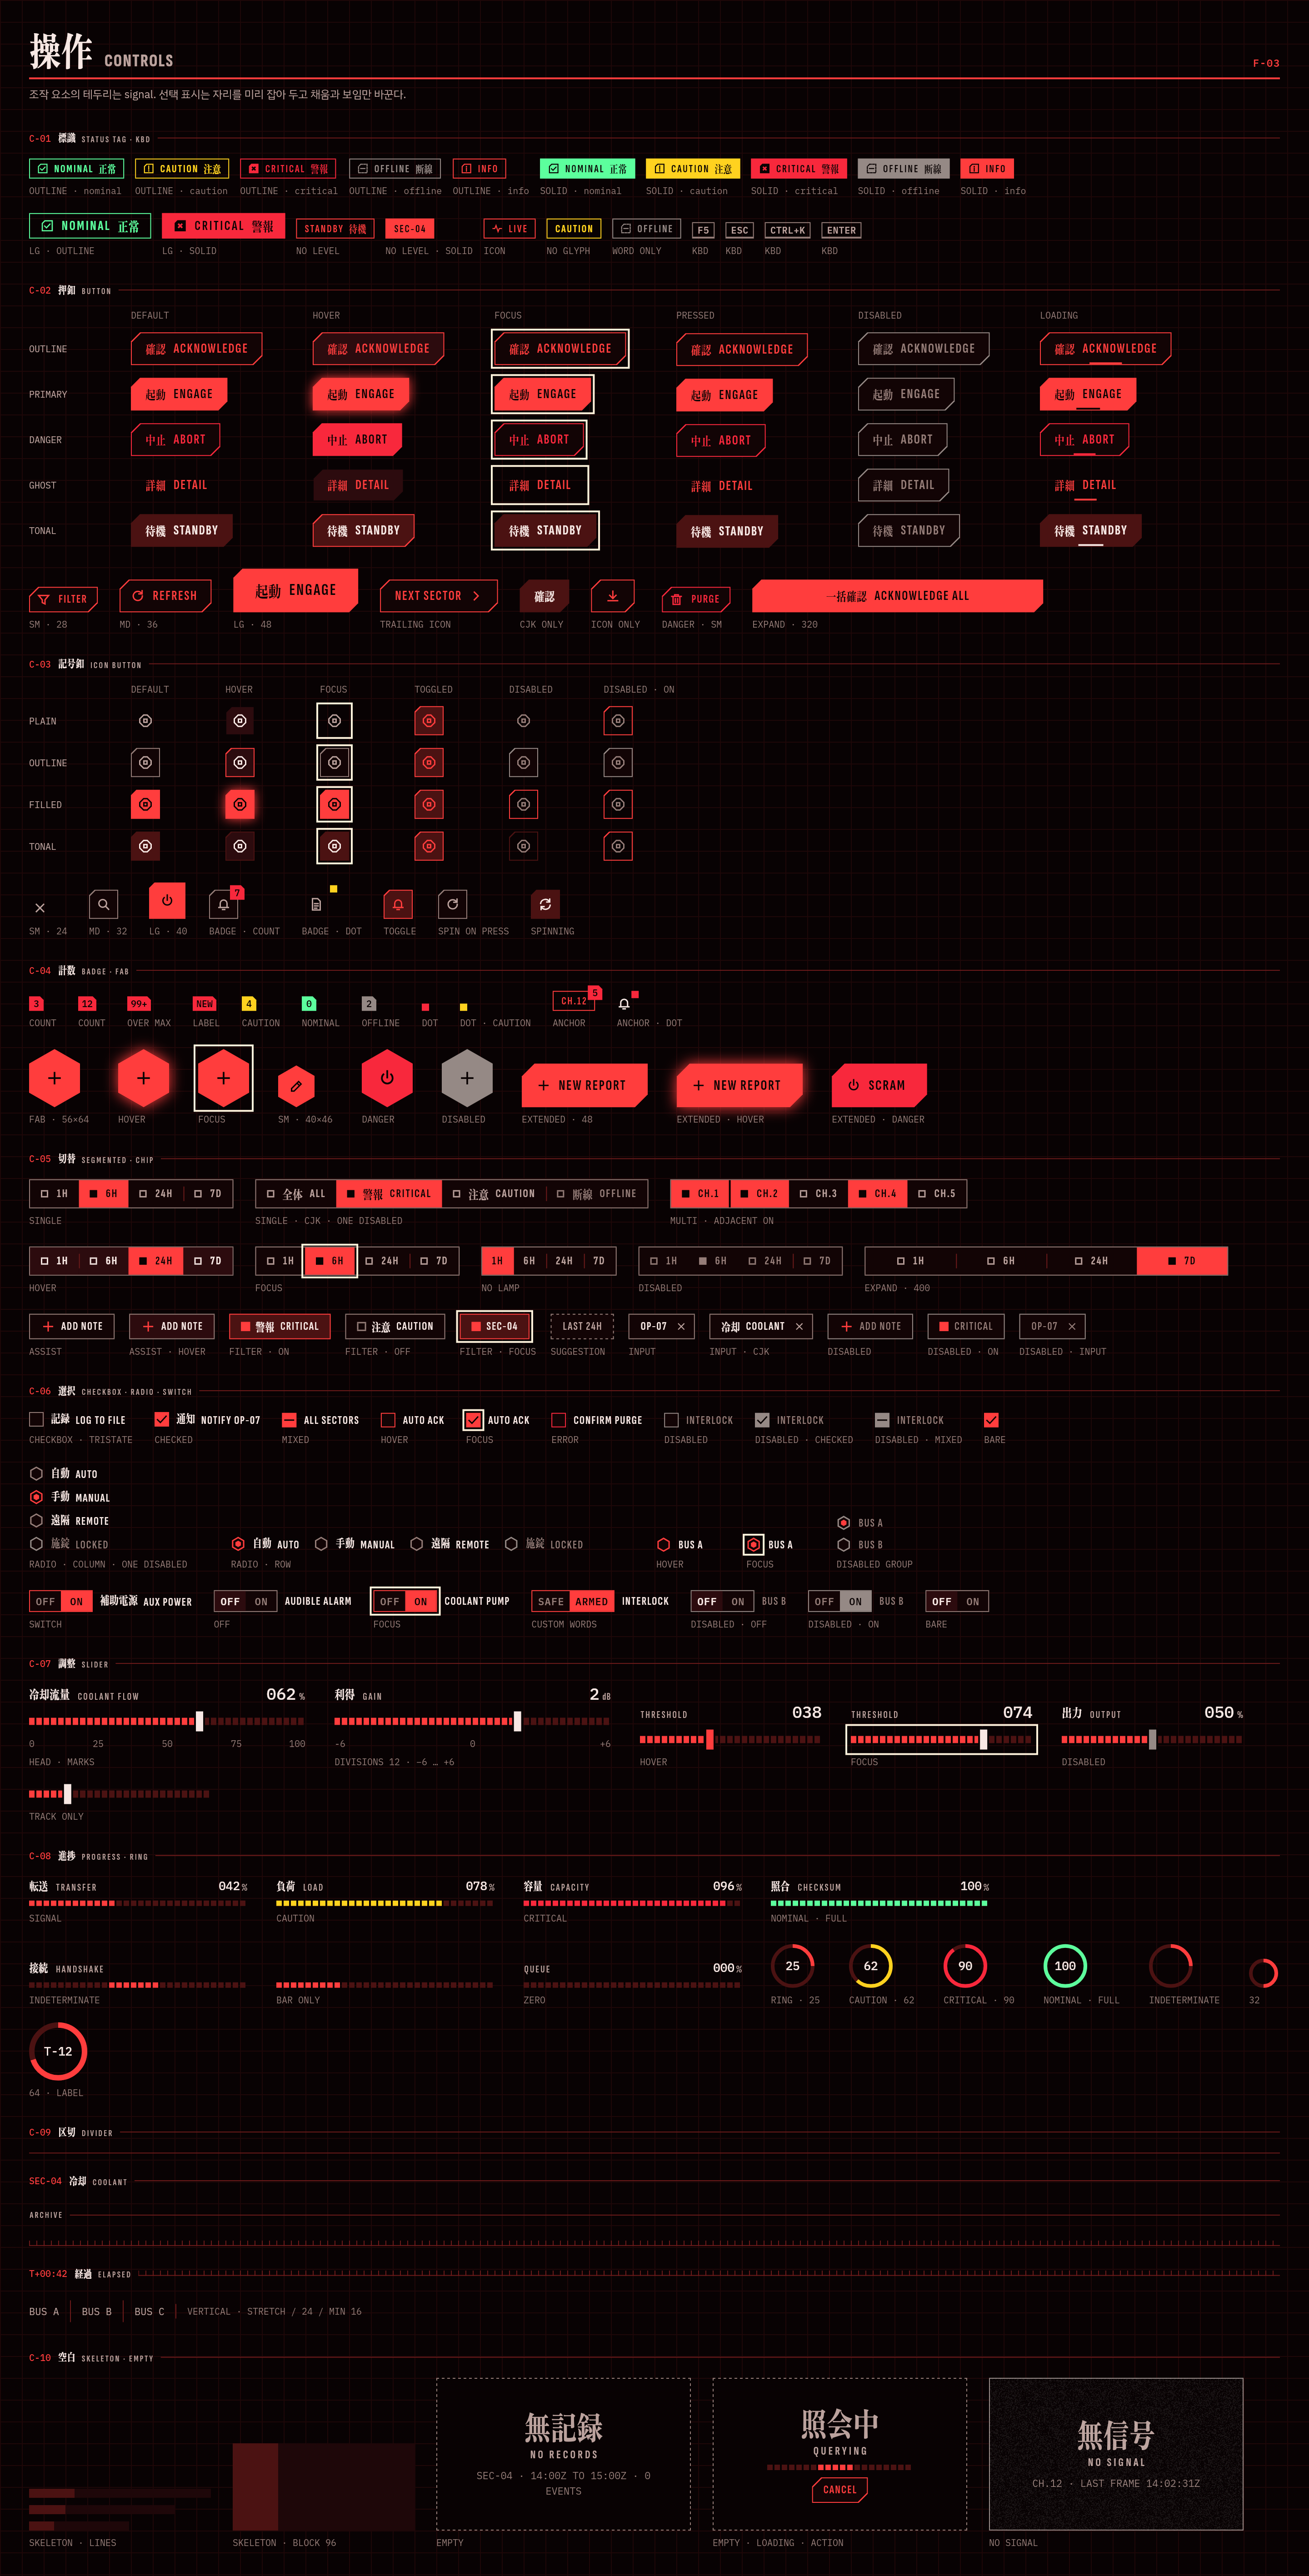 操作 CONTROLS
F-03
조작 요소의 테두리는 signal. 선택 표시는 자리를 미리 잡아 두고 채움과 보임만 바꾼다.
C-01 標識 STATUS TAG · KBD
NOMINAL 正常 CAUTION 注意 CRITICAL 警報 OFFLINE 断線 INFO NOMINAL 正常 CAUTION 注意 CRITICAL 警報 OFFLINE 断線 INFO
OUTLINE · nominal OUTLINE · caution OUTLINE · critical OUTLINE · offline OUTLINE · info SOLID · nominal SOLID · caution SOLID · critical SOLID · offline SOLID · info
NOMINAL 正常 CRITICAL 警報 STANDBY 待機 SEC-04 LIVE CAUTION OFFLINE F5 ESC CTRL+K ENTER
LG · OUTLINE LG · SOLID NO LEVEL NO LEVEL · SOLID ICON NO GLYPH WORD ONLY KBD KBD KBD KBD
C-02 押釦 BUTTON
DEFAULT HOVER FOCUS PRESSED DISABLED LOADING
OUTLINE 確認 ACKNOWLEDGE 確認 ACKNOWLEDGE 確認 ACKNOWLEDGE 確認 ACKNOWLEDGE 確認 ACKNOWLEDGE 確認 ACKNOWLEDGE
PRIMARY 起動 ENGAGE 起動 ENGAGE 起動 ENGAGE 起動 ENGAGE 起動 ENGAGE 起動 ENGAGE
DANGER 中止 ABORT 中止 ABORT 中止 ABORT 中止 ABORT 中止 ABORT 中止 ABORT
GHOST 詳細 DETAIL 詳細 DETAIL 詳細 DETAIL 詳細 DETAIL 詳細 DETAIL 詳細 DETAIL
TONAL 待機 STANDBY 待機 STANDBY 待機 STANDBY 待機 STANDBY 待機 STANDBY 待機 STANDBY
FILTER REFRESH 起動 ENGAGE NEXT SECTOR 確認 PURGE 一括確認 ACKNOWLEDGE ALL
SM · 28 MD · 36 LG · 48 TRAILING ICON CJK ONLY ICON ONLY DANGER · SM EXPAND · 320
C-03 記号釦 ICON BUTTON
DEFAULT HOVER FOCUS TOGGLED DISABLED DISABLED · ON
PLAIN
OUTLINE
FILLED
TONAL
7
SM · 24 MD · 32 LG · 40 BADGE · COUNT BADGE · DOT TOGGLE SPIN ON PRESS SPINNING
C-04 計数 BADGE · FAB
3 12 99+ NEW 4 0 2 CH.12 5
COUNT COUNT OVER MAX LABEL CAUTION NOMINAL OFFLINE DOT DOT · CAUTION ANCHOR ANCHOR · DOT
NEW REPORT NEW REPORT SCRAM
FAB · 56×64 HOVER FOCUS SM · 40×46 DANGER DISABLED EXTENDED · 48 EXTENDED · HOVER EXTENDED · DANGER
C-05 切替 SEGMENTED · CHIP
1H 6H 24H 7D 全体 ALL 警報 CRITICAL 注意 CAUTION 断線 OFFLINE CH.1 CH.2 CH.3 CH.4 CH.5
SINGLE SINGLE · CJK · ONE DISABLED MULTI · ADJACENT ON
1H 6H 24H 7D 1H 6H 24H 7D 1H 6H 24H 7D 1H 6H 24H 7D 1H 6H 24H 7D
HOVER FOCUS NO LAMP DISABLED EXPAND · 400
ADD NOTE ADD NOTE 警報 CRITICAL 注意 CAUTION SEC-04 LAST 24H OP-07 冷却 COOLANT ADD NOTE CRITICAL OP-07
ASSIST ASSIST · HOVER FILTER · ON FILTER · OFF FILTER · FOCUS SUGGESTION INPUT INPUT · CJK DISABLED DISABLED · ON DISABLED · INPUT
C-06 選択 CHECKBOX · RADIO · SWITCH
記録 LOG TO FILE 通知 NOTIFY OP-07 ALL SECTORS AUTO ACK AUTO ACK CONFIRM PURGE INTERLOCK INTERLOCK INTERLOCK
CHECKBOX · TRISTATE CHECKED MIXED HOVER FOCUS ERROR DISABLED DISABLED · CHECKED DISABLED · MIXED BARE
自動 AUTO
手動 MANUAL
遠隔 REMOTE BUS A
施錠 LOCKED 自動 AUTO 手動 MANUAL 遠隔 REMOTE 施錠 LOCKED BUS A BUS A BUS B
RADIO · COLUMN · ONE DISABLED RADIO · ROW HOVER FOCUS DISABLED GROUP
OFF ON 補助電源 AUX POWER OFF ON AUDIBLE ALARM OFF ON COOLANT PUMP SAFE ARMED INTERLOCK OFF ON BUS B OFF ON BUS B OFF ON
SWITCH OFF FOCUS CUSTOM WORDS DISABLED · OFF DISABLED · ON BARE
C-07 調整 SLIDER
冷却流量 COOLANT FLOW 062 % 利得 GAIN 2 dB
THRESHOLD 038 THRESHOLD 074 出力 OUTPUT 050 %
0 25 50 75 100 -6 0 +6
HEAD · MARKS DIVISIONS 12 · −6 … +6 HOVER FOCUS DISABLED
TRACK ONLY
C-08 進捗 PROGRESS · RING
転送 TRANSFER 042% 負荷 LOAD 078% 容量 CAPACITY 096% 照合 CHECKSUM 100%
SIGNAL CAUTION CRITICAL NOMINAL · FULL
接続 HANDSHAKE QUEUE 000% 25 62 90 100
INDETERMINATE BAR ONLY ZERO RING · 25 CAUTION · 62 CRITICAL · 90 NOMINAL · FULL INDETERMINATE 32
T-12
64 · LABEL
C-09 区切 DIVIDER
SEC-04 冷却 COOLANT
ARCHIVE
T+00:42 経過 ELAPSED
BUS A BUS B BUS C VERTICAL · STRETCH / 24 / MIN 16
C-10 空白 SKELETON · EMPTY
無記録 照会中 無信号
NO RECORDS QUERYING NO SIGNAL
SEC-04 · 14:00Z TO 15:00Z · 0
EVENTS
CANCEL
CH.12 · LAST FRAME 14:02:31Z
SKELETON · LINES SKELETON · BLOCK 96 EMPTY EMPTY · LOADING · ACTION NO SIGNAL